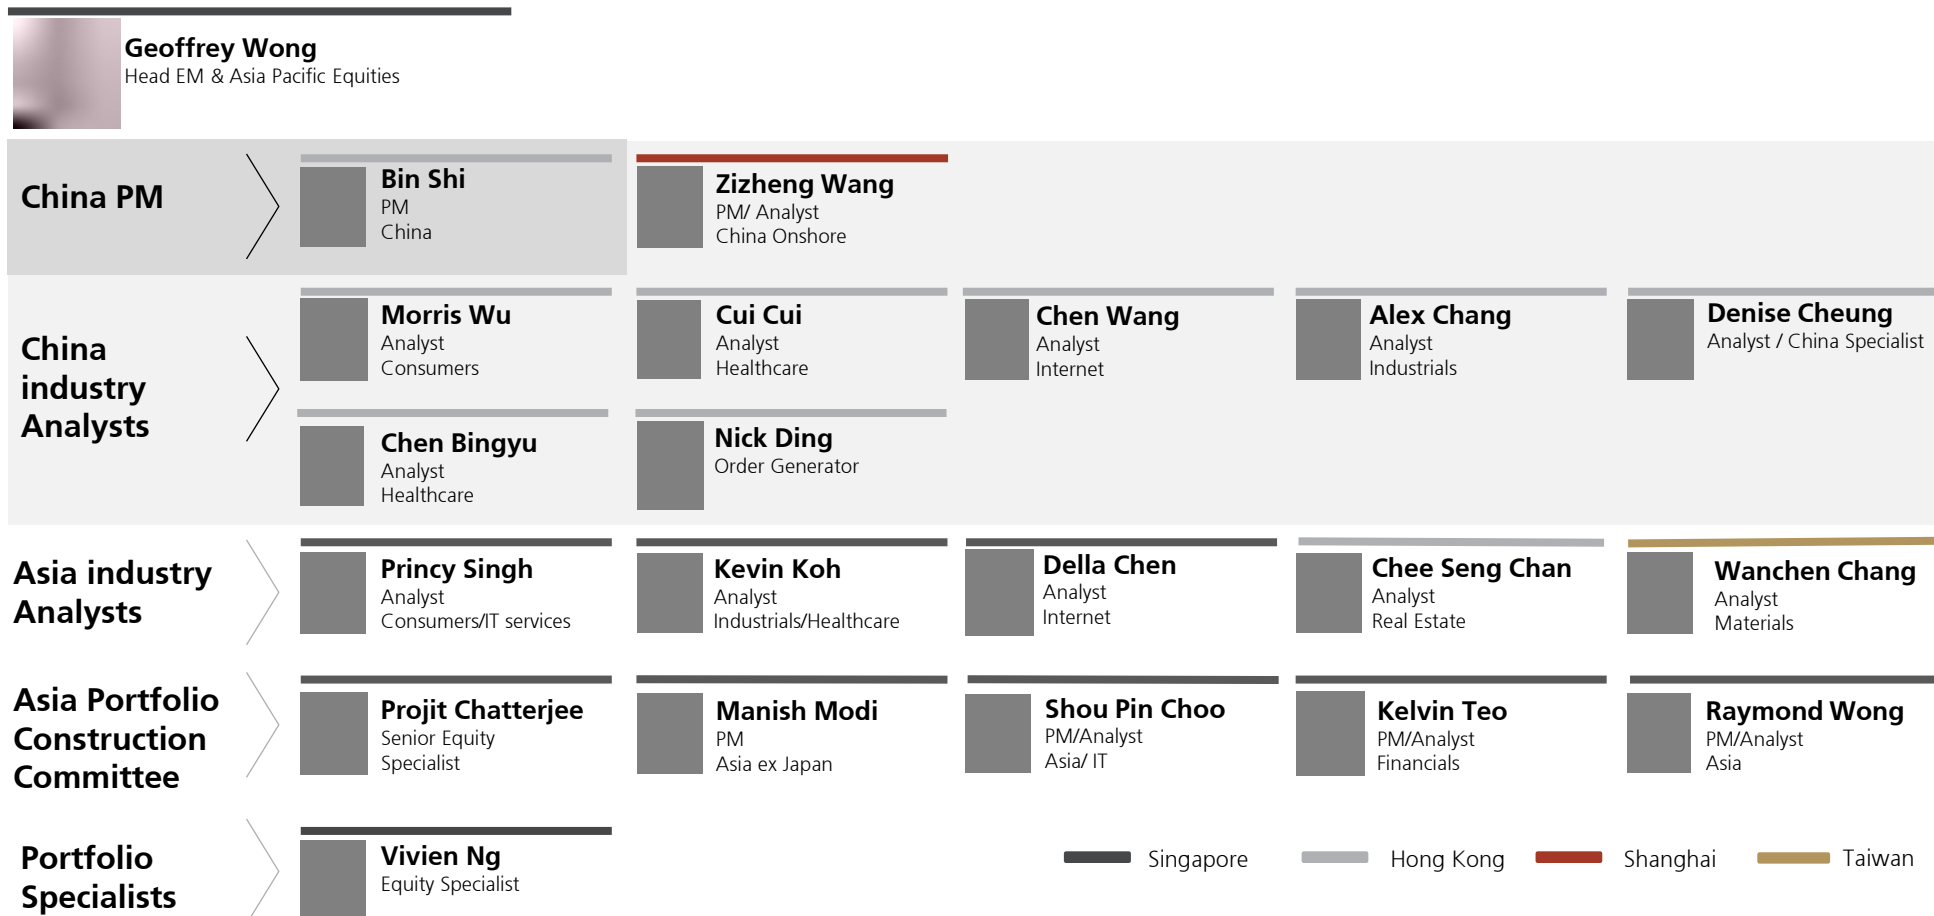 Geoffrey Wong
Head EM & Asia Pacific Equities
China PM
Bin Shi
PM
China
Zizheng Wang
PM/ Analyst
China Onshore
China
industry
Analysts
Morris Wu
Analyst
Consumers
Cui Cui
Analyst
Healthcare
Chen Wang
Analyst
Internet
Alex Chang
Analyst
Industrials
Denise Cheung
Analyst / China Specialist
Chen Bingyu
Analyst
Healthcare
Nick Ding
Order Generator
Asia industry
Analysts
Princy Singh
Analyst
Consumers/IT services
Kevin Koh
Analyst
Industrials/Healthcare
Della Chen
Analyst
Internet
Chee Seng Chan
Analyst
Real Estate
Wanchen Chang
Analyst
Materials
Asia Portfolio
Construction
Committee
Projit Chatterjee
Senior Equity
Specialist
Manish Modi
PM
Asia ex Japan
Shou Pin Choo
PM/Analyst
Asia/ IT
Kelvin Teo
PM/Analyst
Financials
Raymond Wong
PM/Analyst
Asia
Portfolio
Specialists
Vivien Ng
Equity Specialist
Singapore
Hong Kong
Shanghai
Taiwan